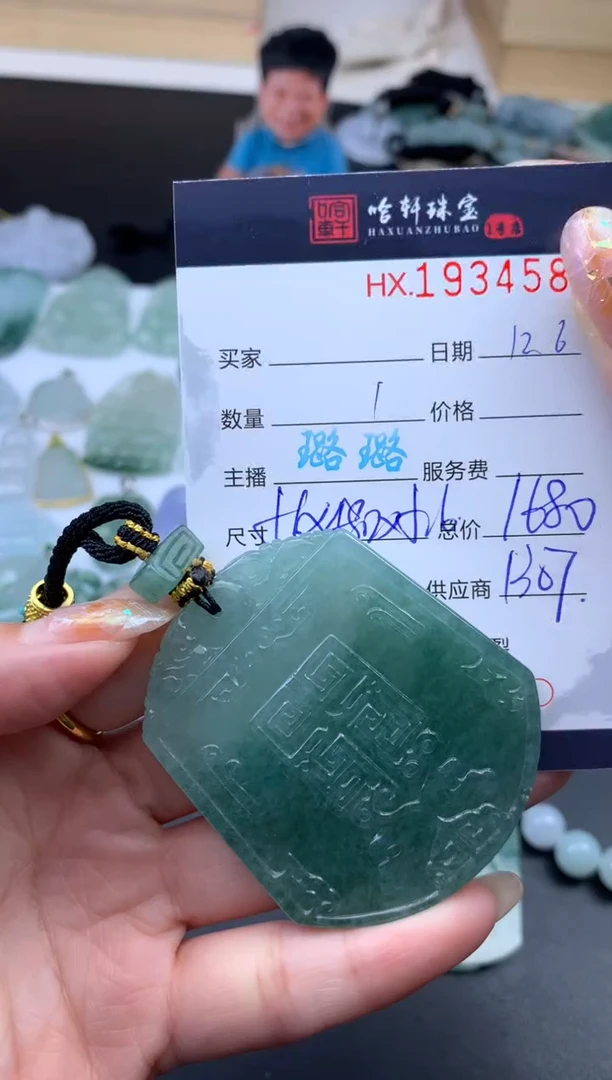 哈轩珠宝
HAXUANZHUBAO
HX.193458
买家 日期 12.6
数量 1 价格
主播 璐璐 服务费
尺寸 总价 1680
供应商 1307